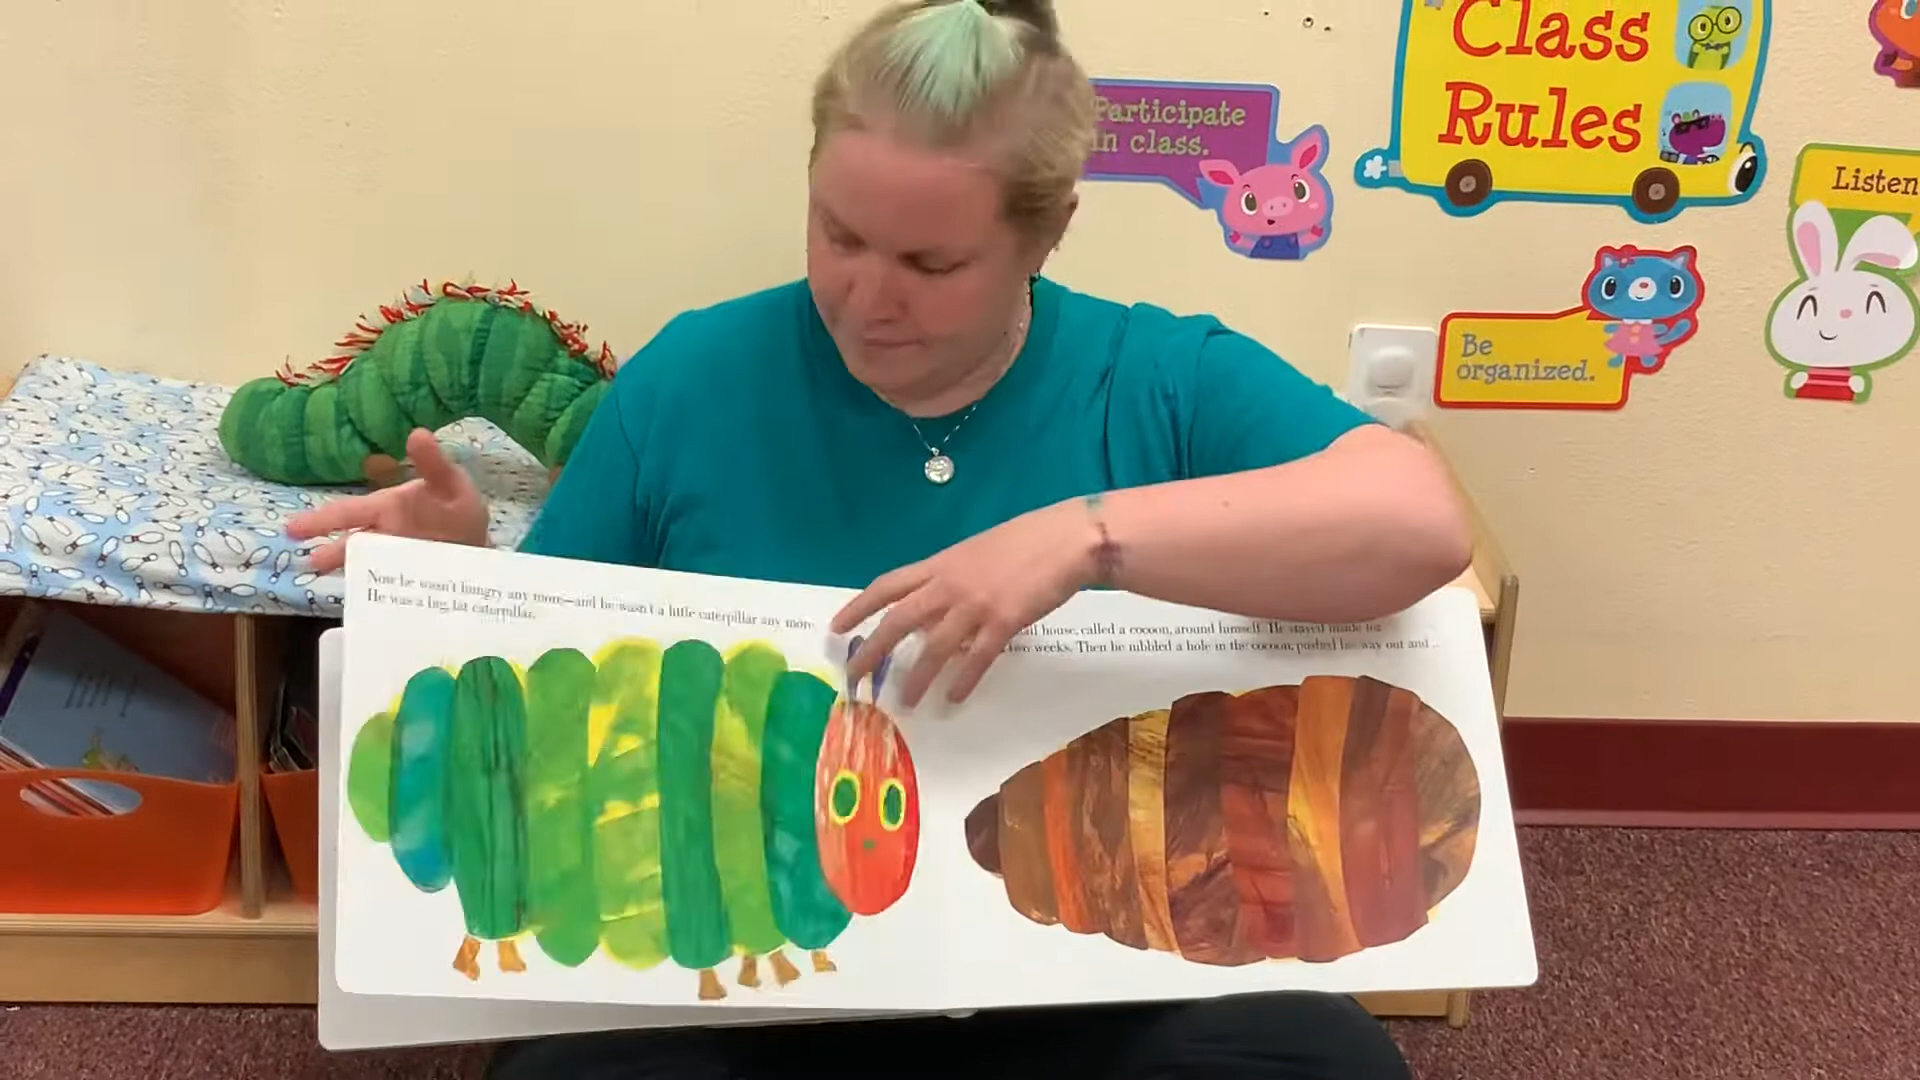 Class
Rules
Participate
in class.
Listen
Be
organized.
Now he wasn't hungry any more—and he wasn't a little caterpillar any more.
He was a big, fat caterpillar.
house, called a cocoon, around himself. He stayed inside for
two weeks. Then he nibbled a hole in the cocoon, pushed his way out and ...